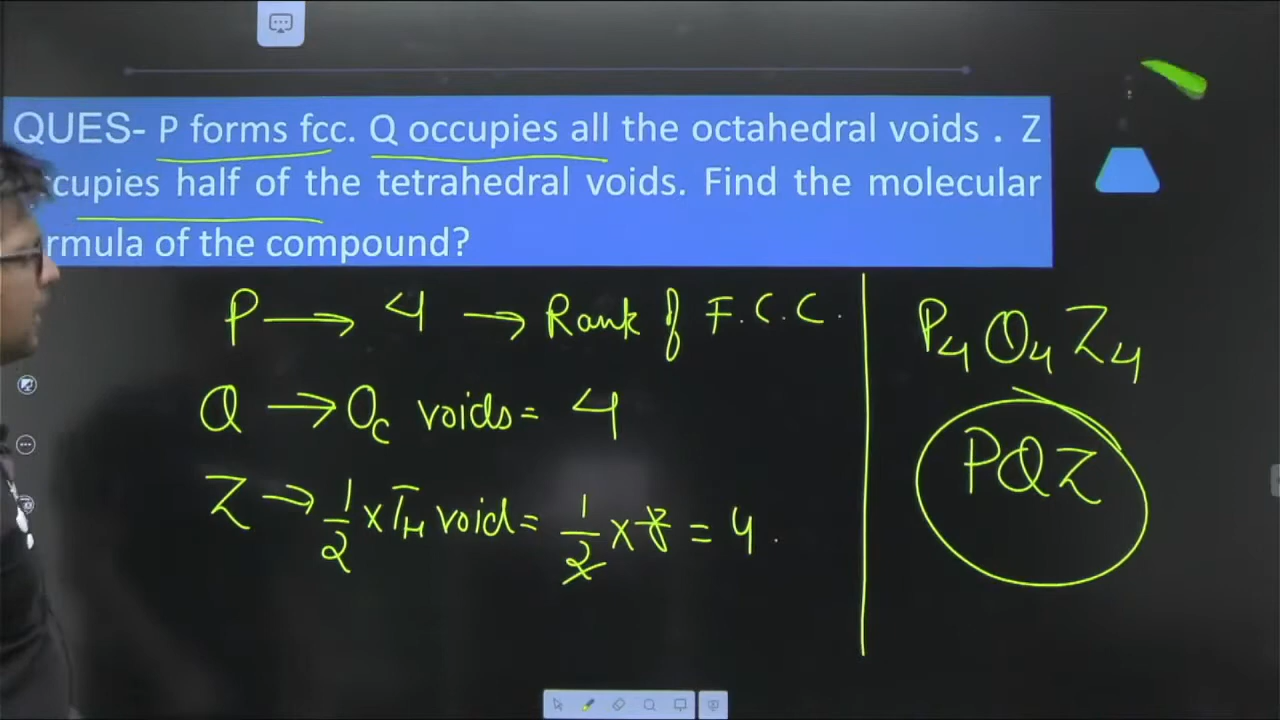 QUES- P forms fcc. Q occupies all the octahedral voids . Z
ccupies half of the tetrahedral voids. Find the molecular
rmula of the compound?
P → 4 → Rank of F.C.C.
Q → Oc voids = 4
Z → 1/2 × TH void = 1/2 × 8 = 4.
P4 Q4 Z4
PQZ